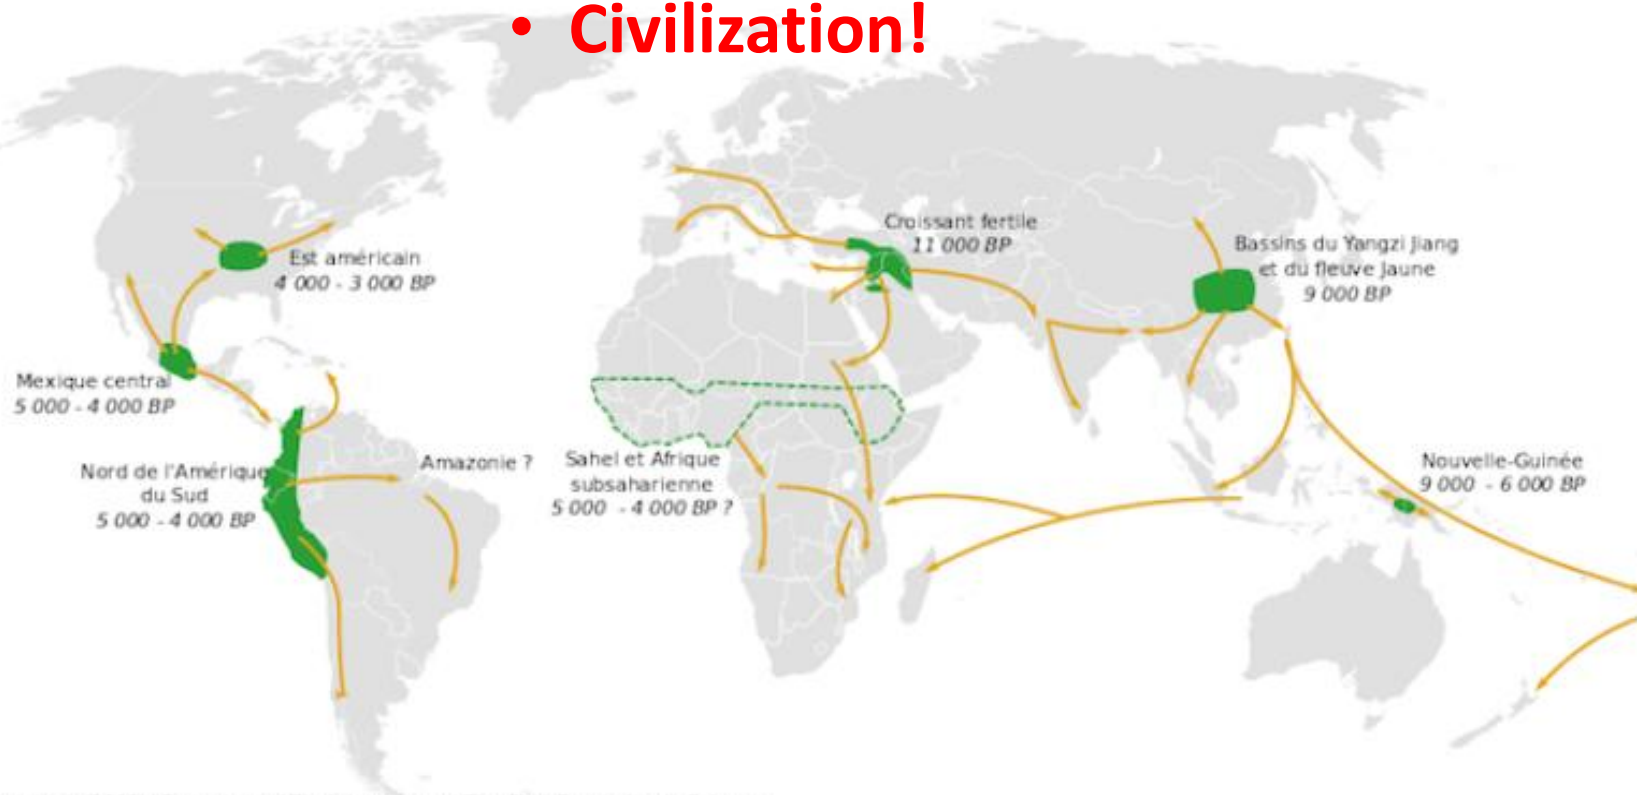 • Civilization!
Croissant fertile
11 000 BP
Bassins du Yangzi Jiang
et du fleuve Jaune
9 000 BP
Est américain
4 000 - 3 000 BP
Mexique central
5 000 - 4 000 BP
Nord de l'Amérique
du Sud
5 000 - 4 000 BP
Amazonie ?
Sahel et Afrique
subsaharienne
5 000 - 4 000 BP ?
Nouvelle-Guinée
9 000 - 6 000 BP